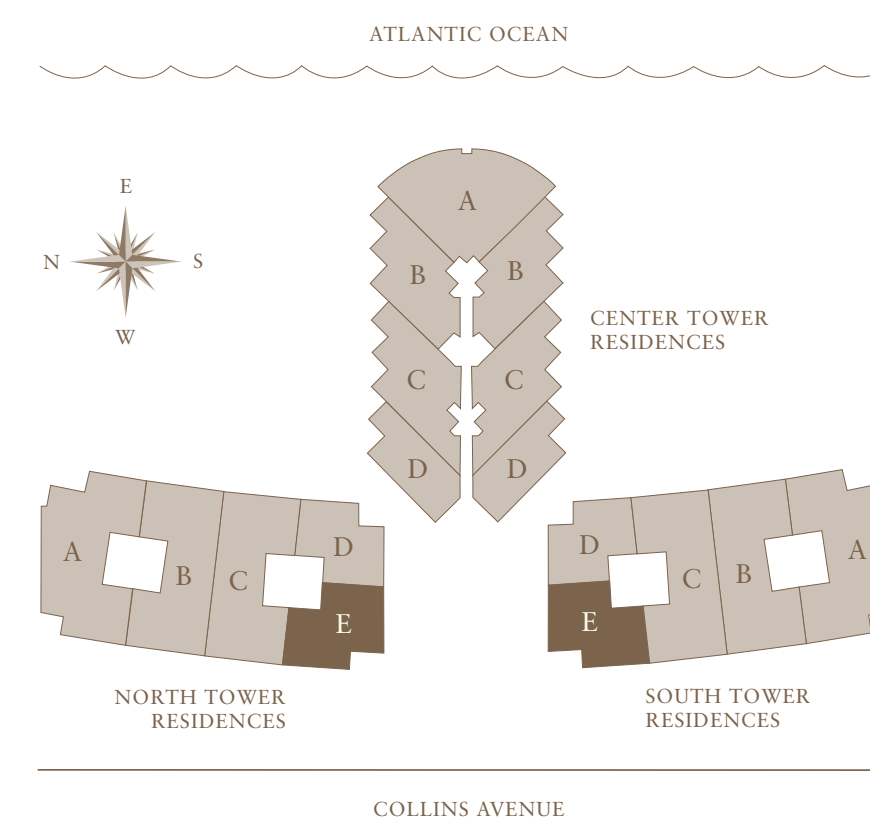 ATLANTIC OCEAN
E
N
S
W
A
B
B
CENTER TOWER
RESIDENCES
C
C
D
D
A
B
C
D
E
D
E
C
B
A
NORTH TOWER
RESIDENCES
SOUTH TOWER
RESIDENCES
COLLINS AVENUE